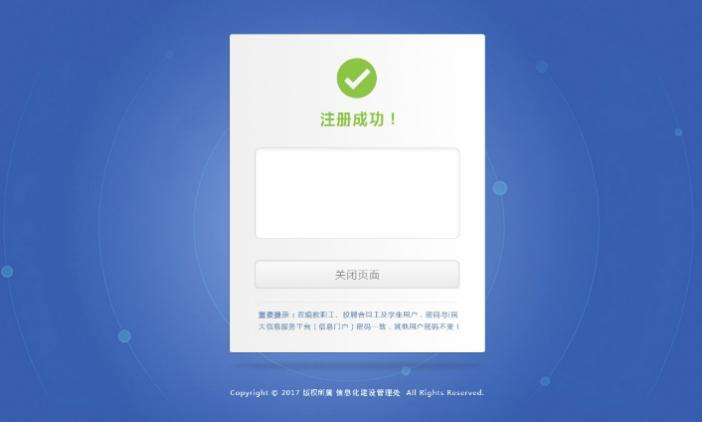 注册成功！
关闭页面
重要提示：在编教职工、校聘合同工及学生用户，密码与
大信息服务平台（信息门户）密码一致，其他用户密码不变！
Copyright © 2017 版权所属 信息化建设管理处 All Rights Reserved.